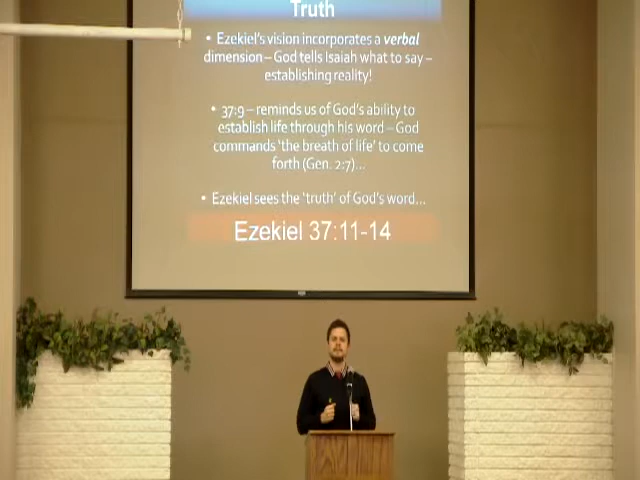 Truth
• Ezekiel's vision incorporates a verbal
dimension – God tells Isaiah what to say –
establishing reality!
• 37:9 – reminds us of God's ability to
establish life through his word – God
commands 'the breath of life' to come
forth (Gen. 2:7)...
• Ezekiel sees the 'truth' of God's word...
Ezekiel 37:11-14